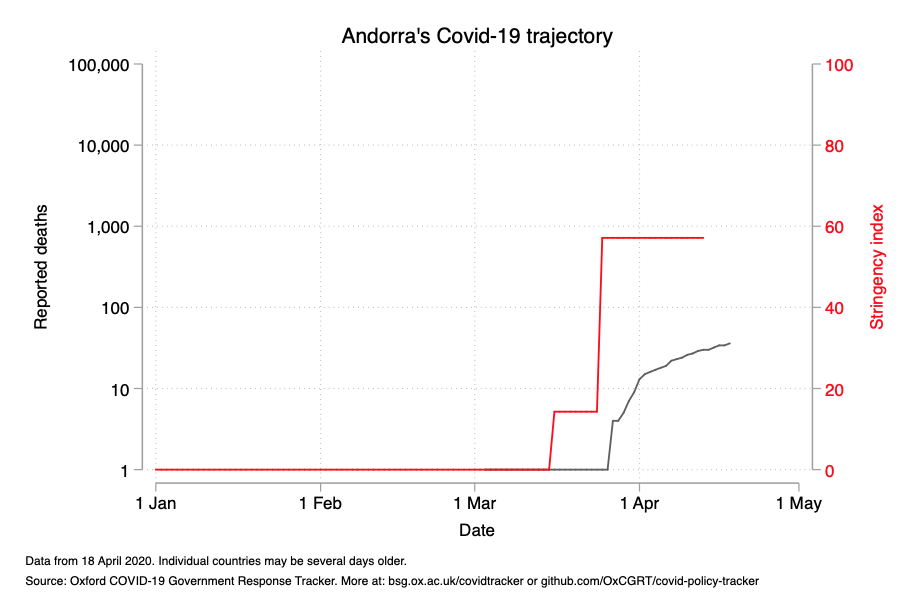 Andorra's Covid-19 trajectory
100,000
10,000
1,000
100
10
1
Reported deaths
100
80
60
40
20
0
Stringency index
1 Jan
1 Feb
1 Mar
1 Apr
1 May
Date
Data from 18 April 2020. Individual countries may be several days older.
Source: Oxford COVID-19 Government Response Tracker. More at: bsg.ox.ac.uk/covidtracker or github.com/OxCGRT/covid-policy-tracker